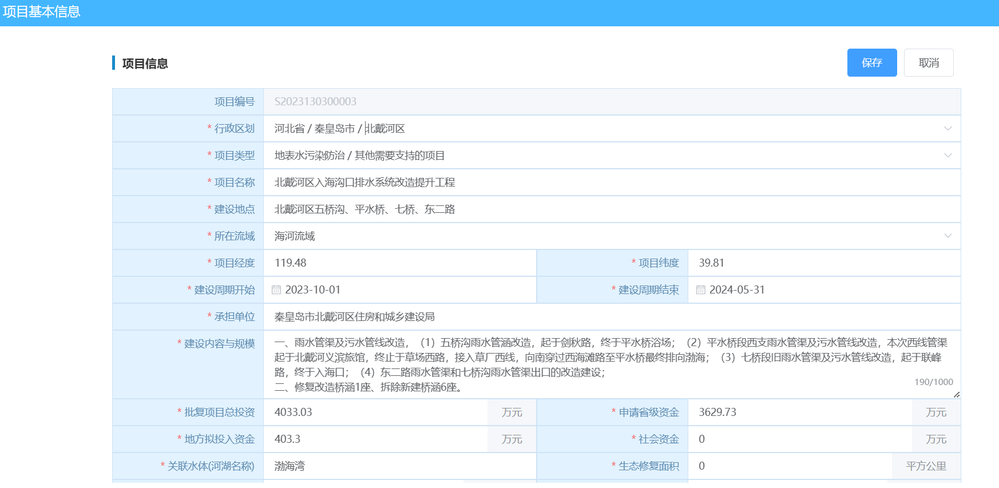 项目基本信息
项目信息
保存
取消
项目编号 S2023130300003
* 行政区划 河北省 / 秦皇岛市 / 北戴河区
* 项目类型 地表水污染防治 / 其他需要支持的项目
* 项目名称 北戴河区入海沟口排水系统改造提升工程
* 建设地点 北戴河区五桥沟、平水桥、七桥、东二路
* 所在流域 海河流域
* 项目经度 119.48 * 项目纬度 39.81
* 建设周期开始 2023-10-01 * 建设周期结束 2024-05-31
* 承担单位 秦皇岛市北戴河区住房和城乡建设局
* 建设内容与规模 一、雨水管渠及污水管线改造，（1）五桥沟雨水管涵改造，起于剑秋路，终于平水桥浴场；（2）平水桥段西支雨水管渠及污水管线改造，本次西线管渠
起于北戴河义滨旅馆，终止于草场西路，接入草厂西线，向南穿过西海滩路至平水桥最终排向渤海；（3）七桥段旧雨水管渠及污水管线改造，起于联峰
路，终于入海口；（4）东二路雨水管渠和七桥沟雨水管渠出口的改造建设；
二、修复改造桥涵1座、拆除新建桥涵6座。
190/1000
* 批复项目总投资 4033.03 万元 * 申请省级资金 3629.73 万元
* 地方拟投入资金 403.3 万元 * 社会资金 0 万元
* 关联水体(河湖名称) 渤海湾 * 生态修复面积 0 平方公里